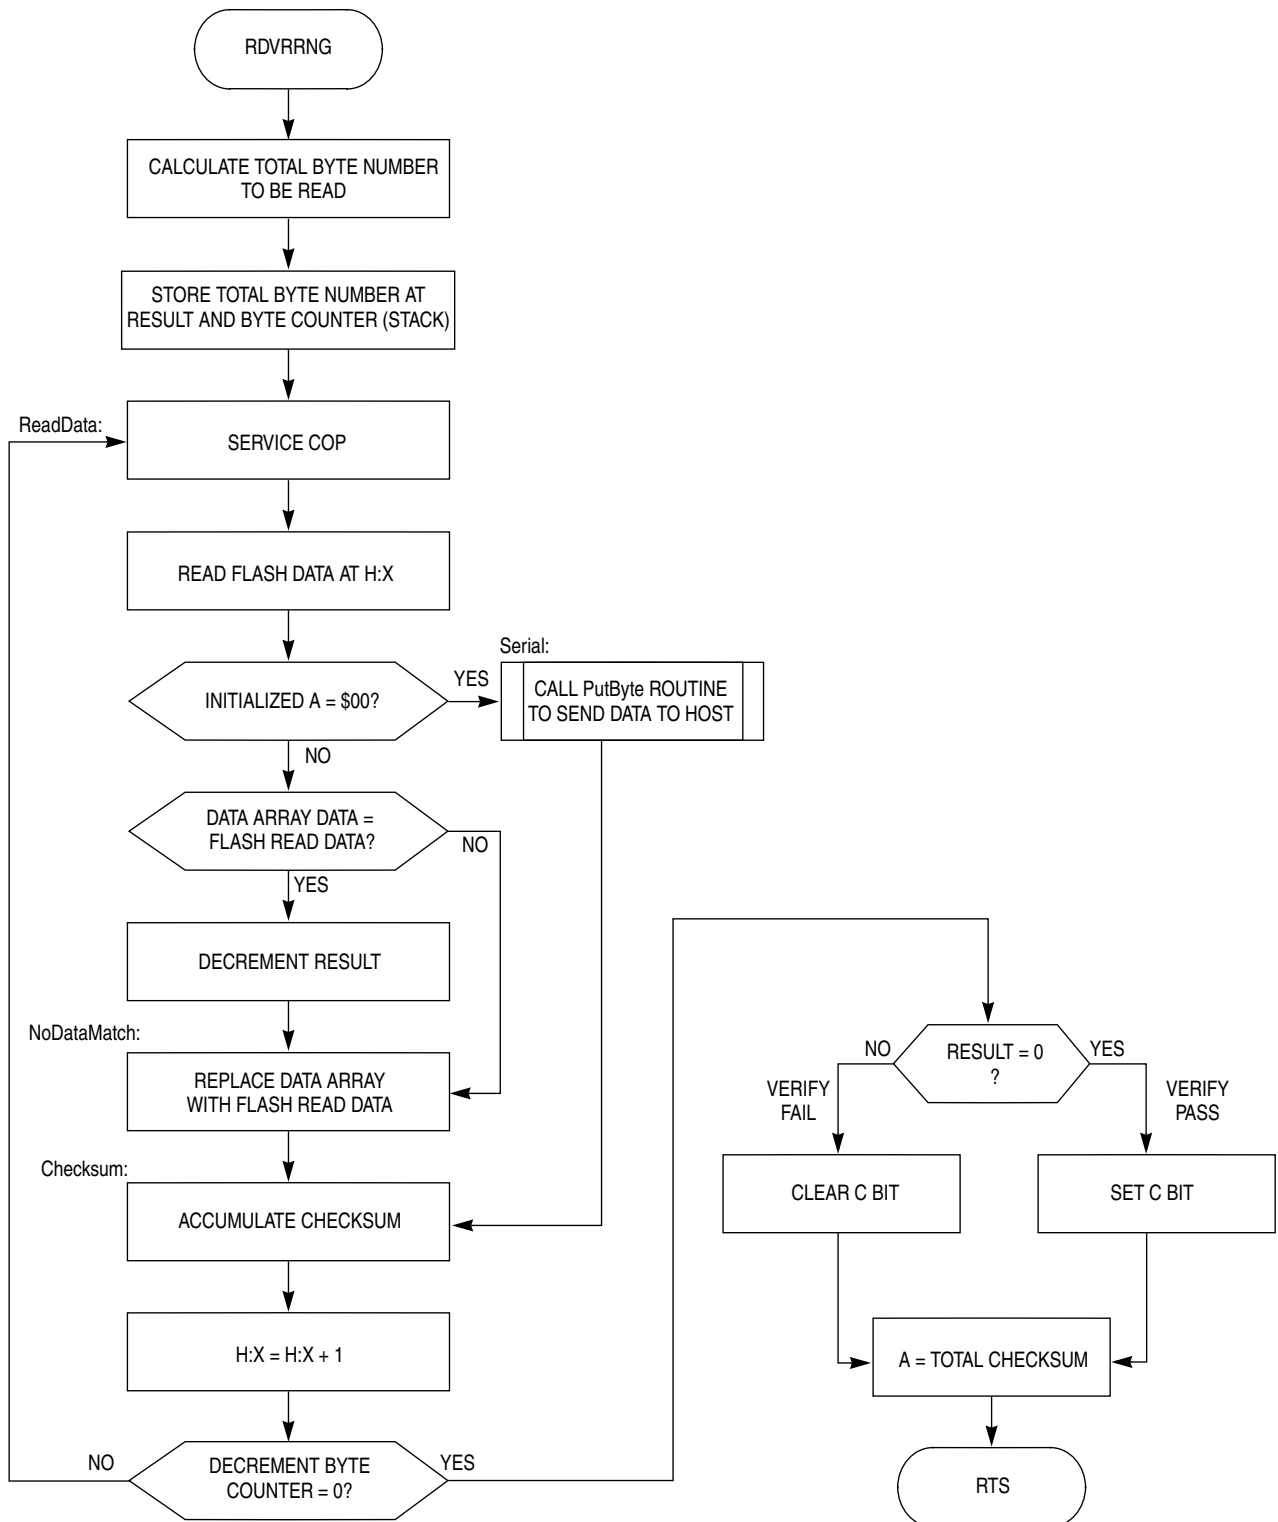 RDVRRNG
CALCULATE TOTAL BYTE NUMBER
TO BE READ
STORE TOTAL BYTE NUMBER AT
RESULT AND BYTE COUNTER (STACK)
ReadData:
SERVICE COP
READ FLASH DATA AT H:X
INITIALIZED A = $00?
YES
Serial:
CALL PutByte ROUTINE
TO SEND DATA TO HOST
NO
DATA ARRAY DATA =
FLASH READ DATA?
NO
YES
DECREMENT RESULT
NoDataMatch:
REPLACE DATA ARRAY
WITH FLASH READ DATA
Checksum:
ACCUMULATE CHECKSUM
H:X = H:X + 1
NO
DECREMENT BYTE
COUNTER = 0?
YES
RESULT = 0
?
NO
YES
VERIFY
FAIL
VERIFY
PASS
CLEAR C BIT
SET C BIT
A = TOTAL CHECKSUM
RTS